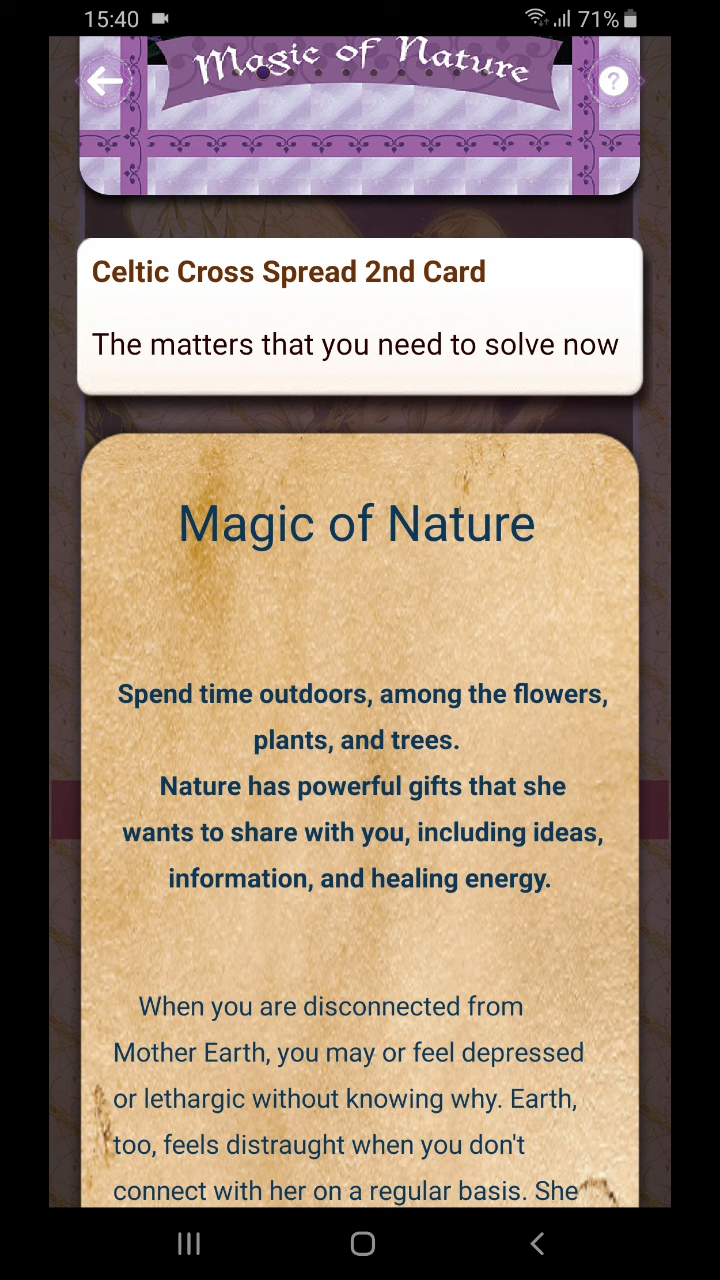 15:40
71%
Magic of Nature
?
Celtic Cross Spread 2nd Card
The matters that you need to solve now
Magic of Nature
Spend time outdoors, among the flowers,
plants, and trees.
Nature has powerful gifts that she
wants to share with you, including ideas,
information, and healing energy.
When you are disconnected from
Mother Earth, you may or feel depressed
or lethargic without knowing why. Earth,
too, feels distraught when you don't
connect with her on a regular basis. She